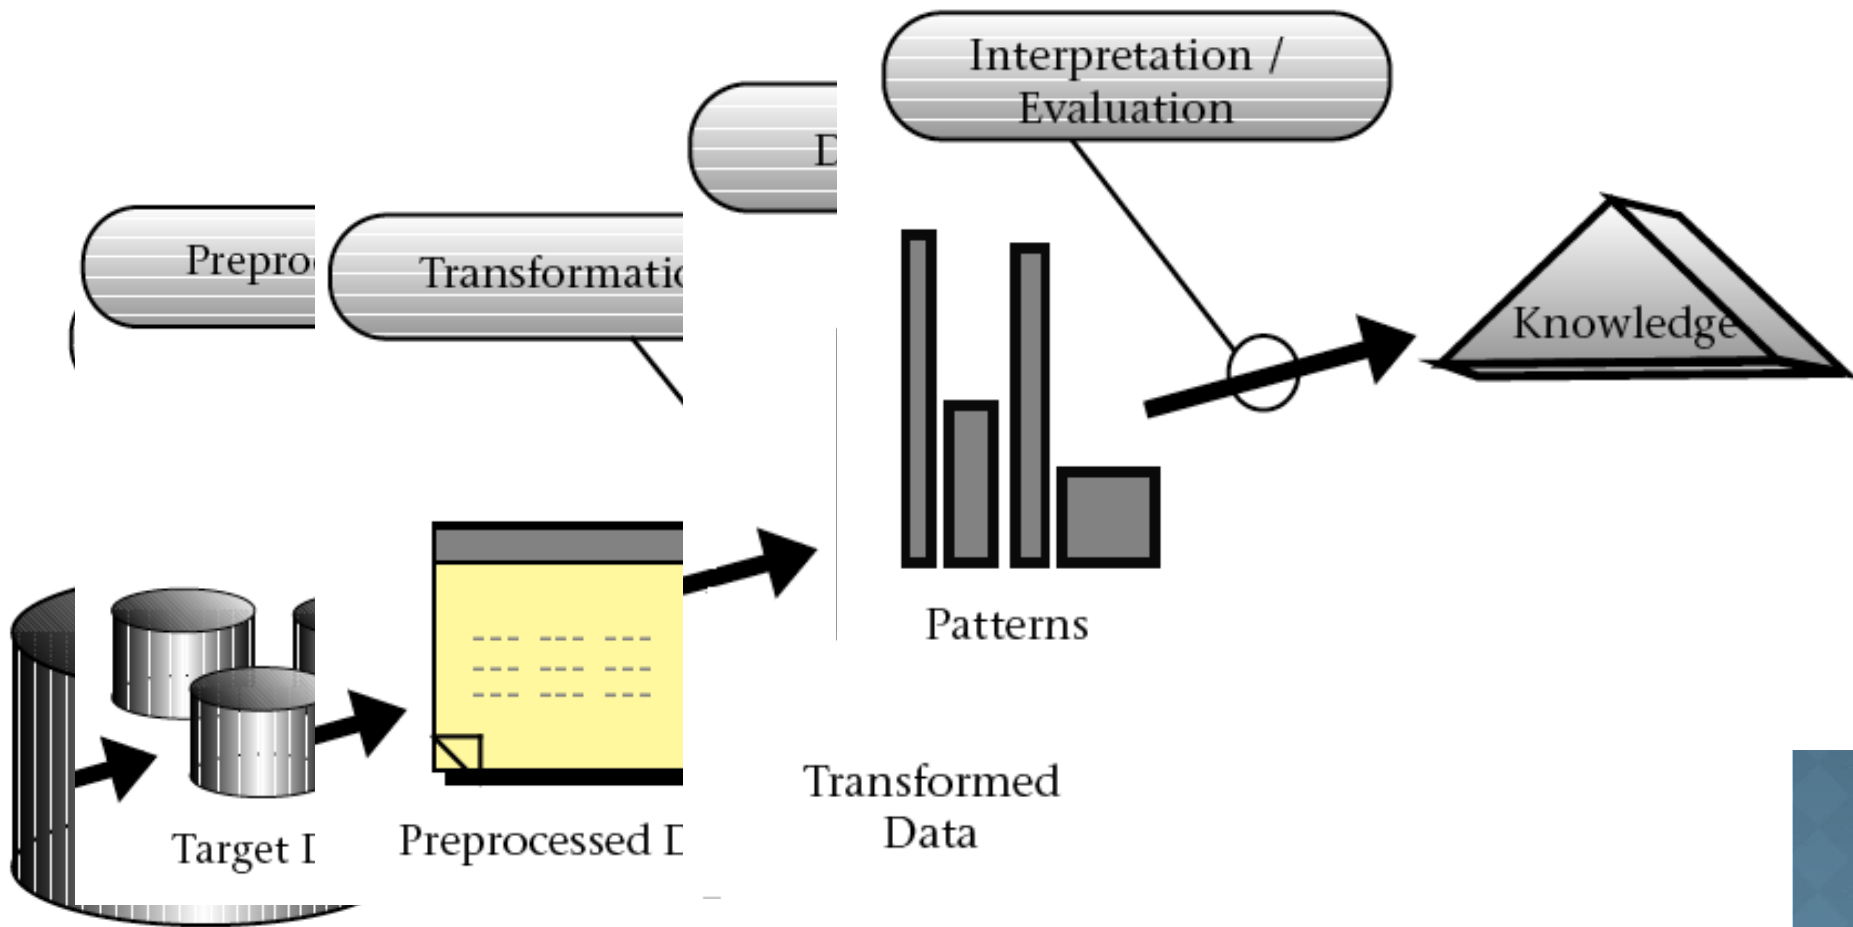 Interpretation /
Evaluation
D
Prepro
Transformatio
Knowledge
Patterns
Transformed
Data
Preprocessed D
Target D